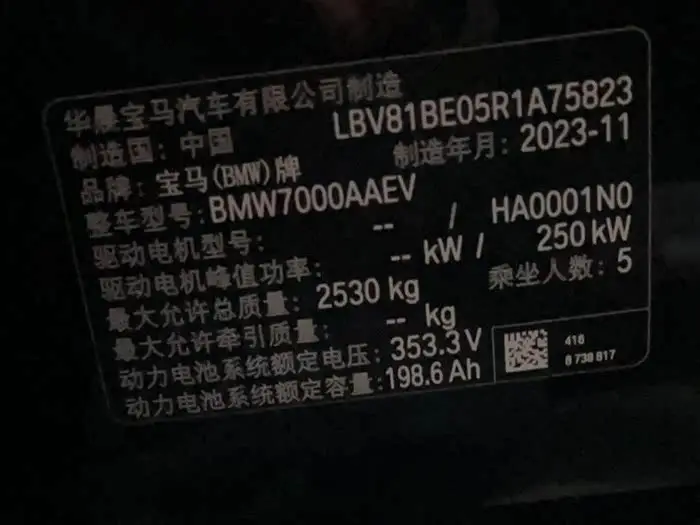 华晨宝马汽车有限公司制造
LBV81BE05R1A75823
制造国: 中国
制造年月: 2023-11
品牌: 宝马(BMW)牌
整车型号: BMW7000AAEV
驱动电机型号: -- / HA0001N0
驱动电机峰值功率: -- kW / 250 kW
最大允许总质量: 2530 kg
乘坐人数: 5
最大允许牵引质量: -- kg
动力电池系统额定电压: 353.3 V
动力电池系统额定容量: 198.6 Ah
418
8 738 817